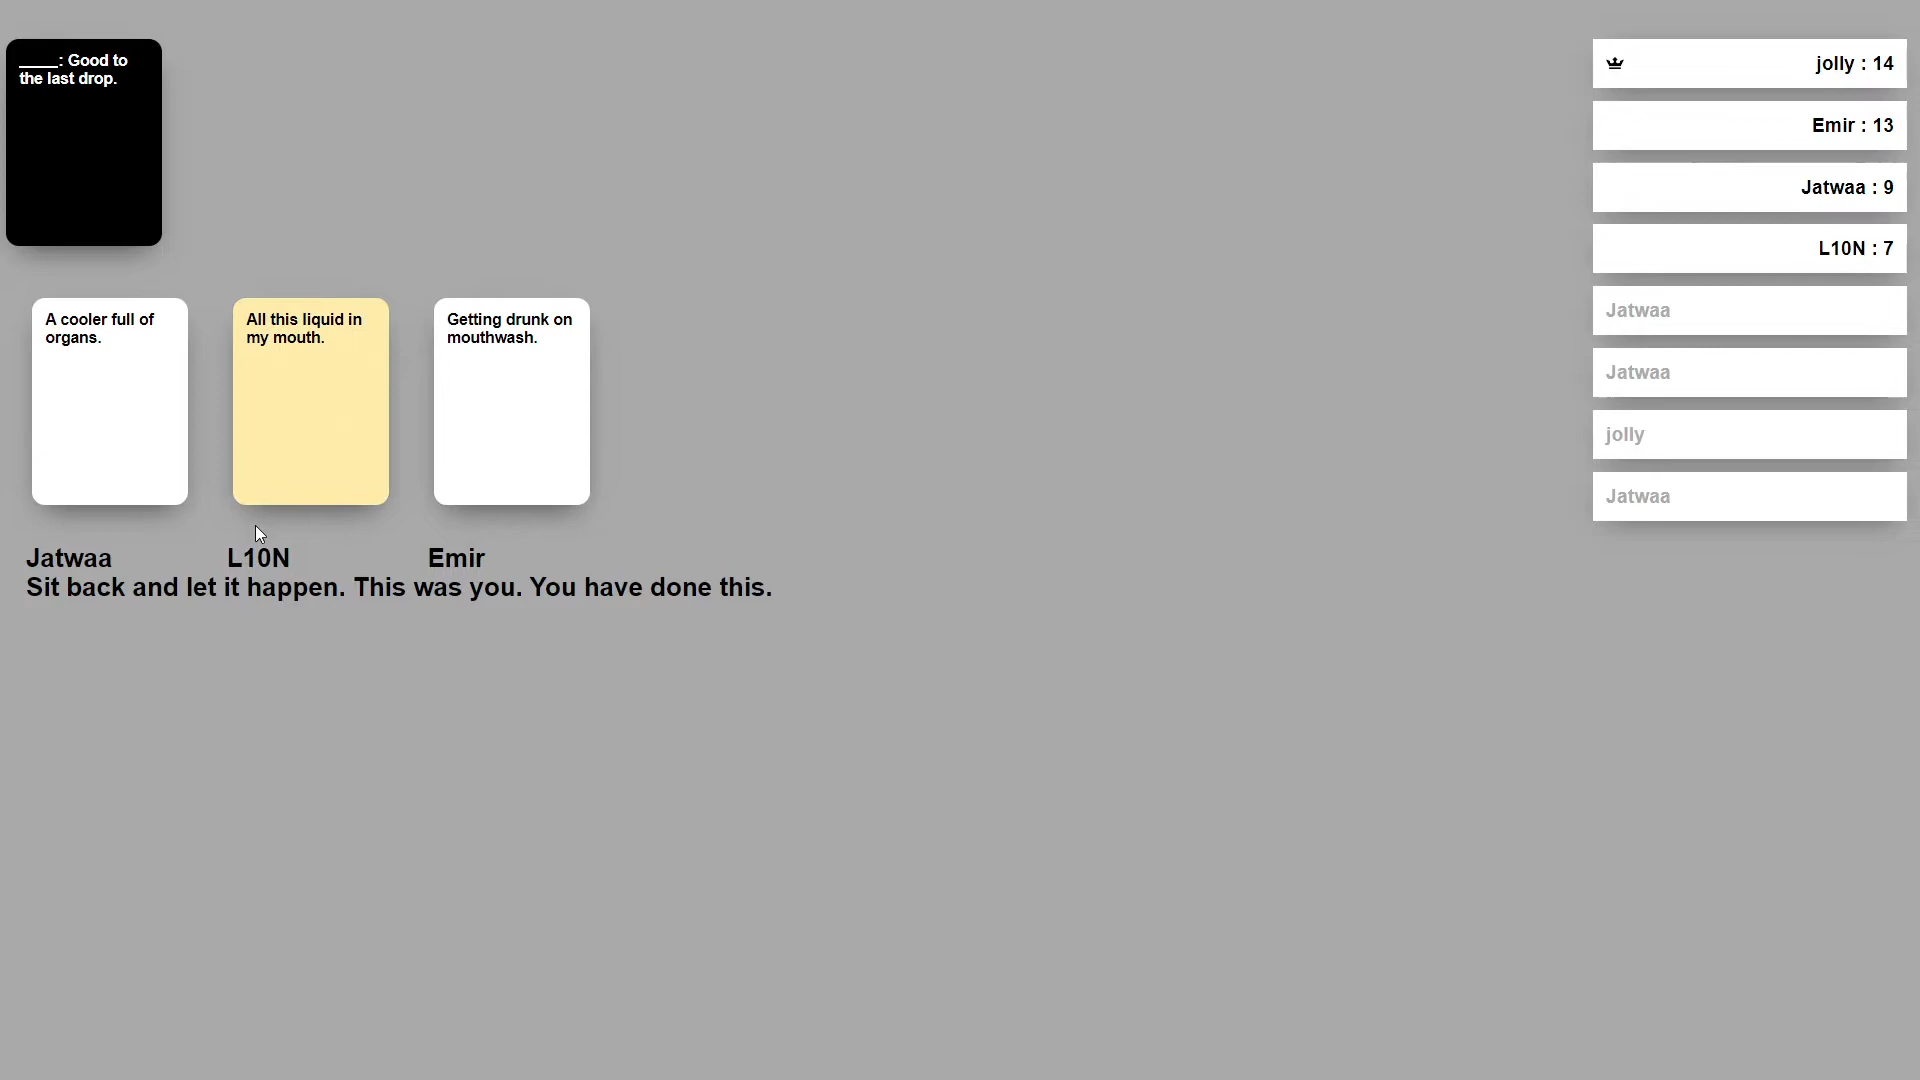 _____: Good to
the last drop.
A cooler full of
organs.
All this liquid in
my mouth.
Getting drunk on
mouthwash.
Jatwaa
L10N
Emir
Sit back and let it happen. This was you. You have done this.
jolly : 14
Emir : 13
Jatwaa : 9
L10N : 7
Jatwaa
Jatwaa
jolly
Jatwaa